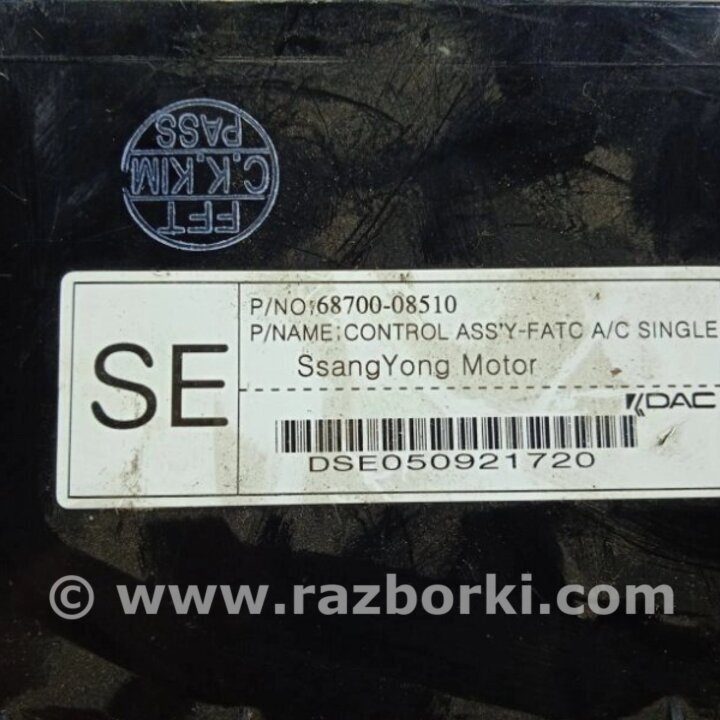 FFT
C.K.KIM
PASS
SE
P/NO:68700-08510
P/NAME:CONTROL ASS'Y-FATC A/C SINGLE
SsangYong Motor
DAC
DSE050921720
© www.razborki.com